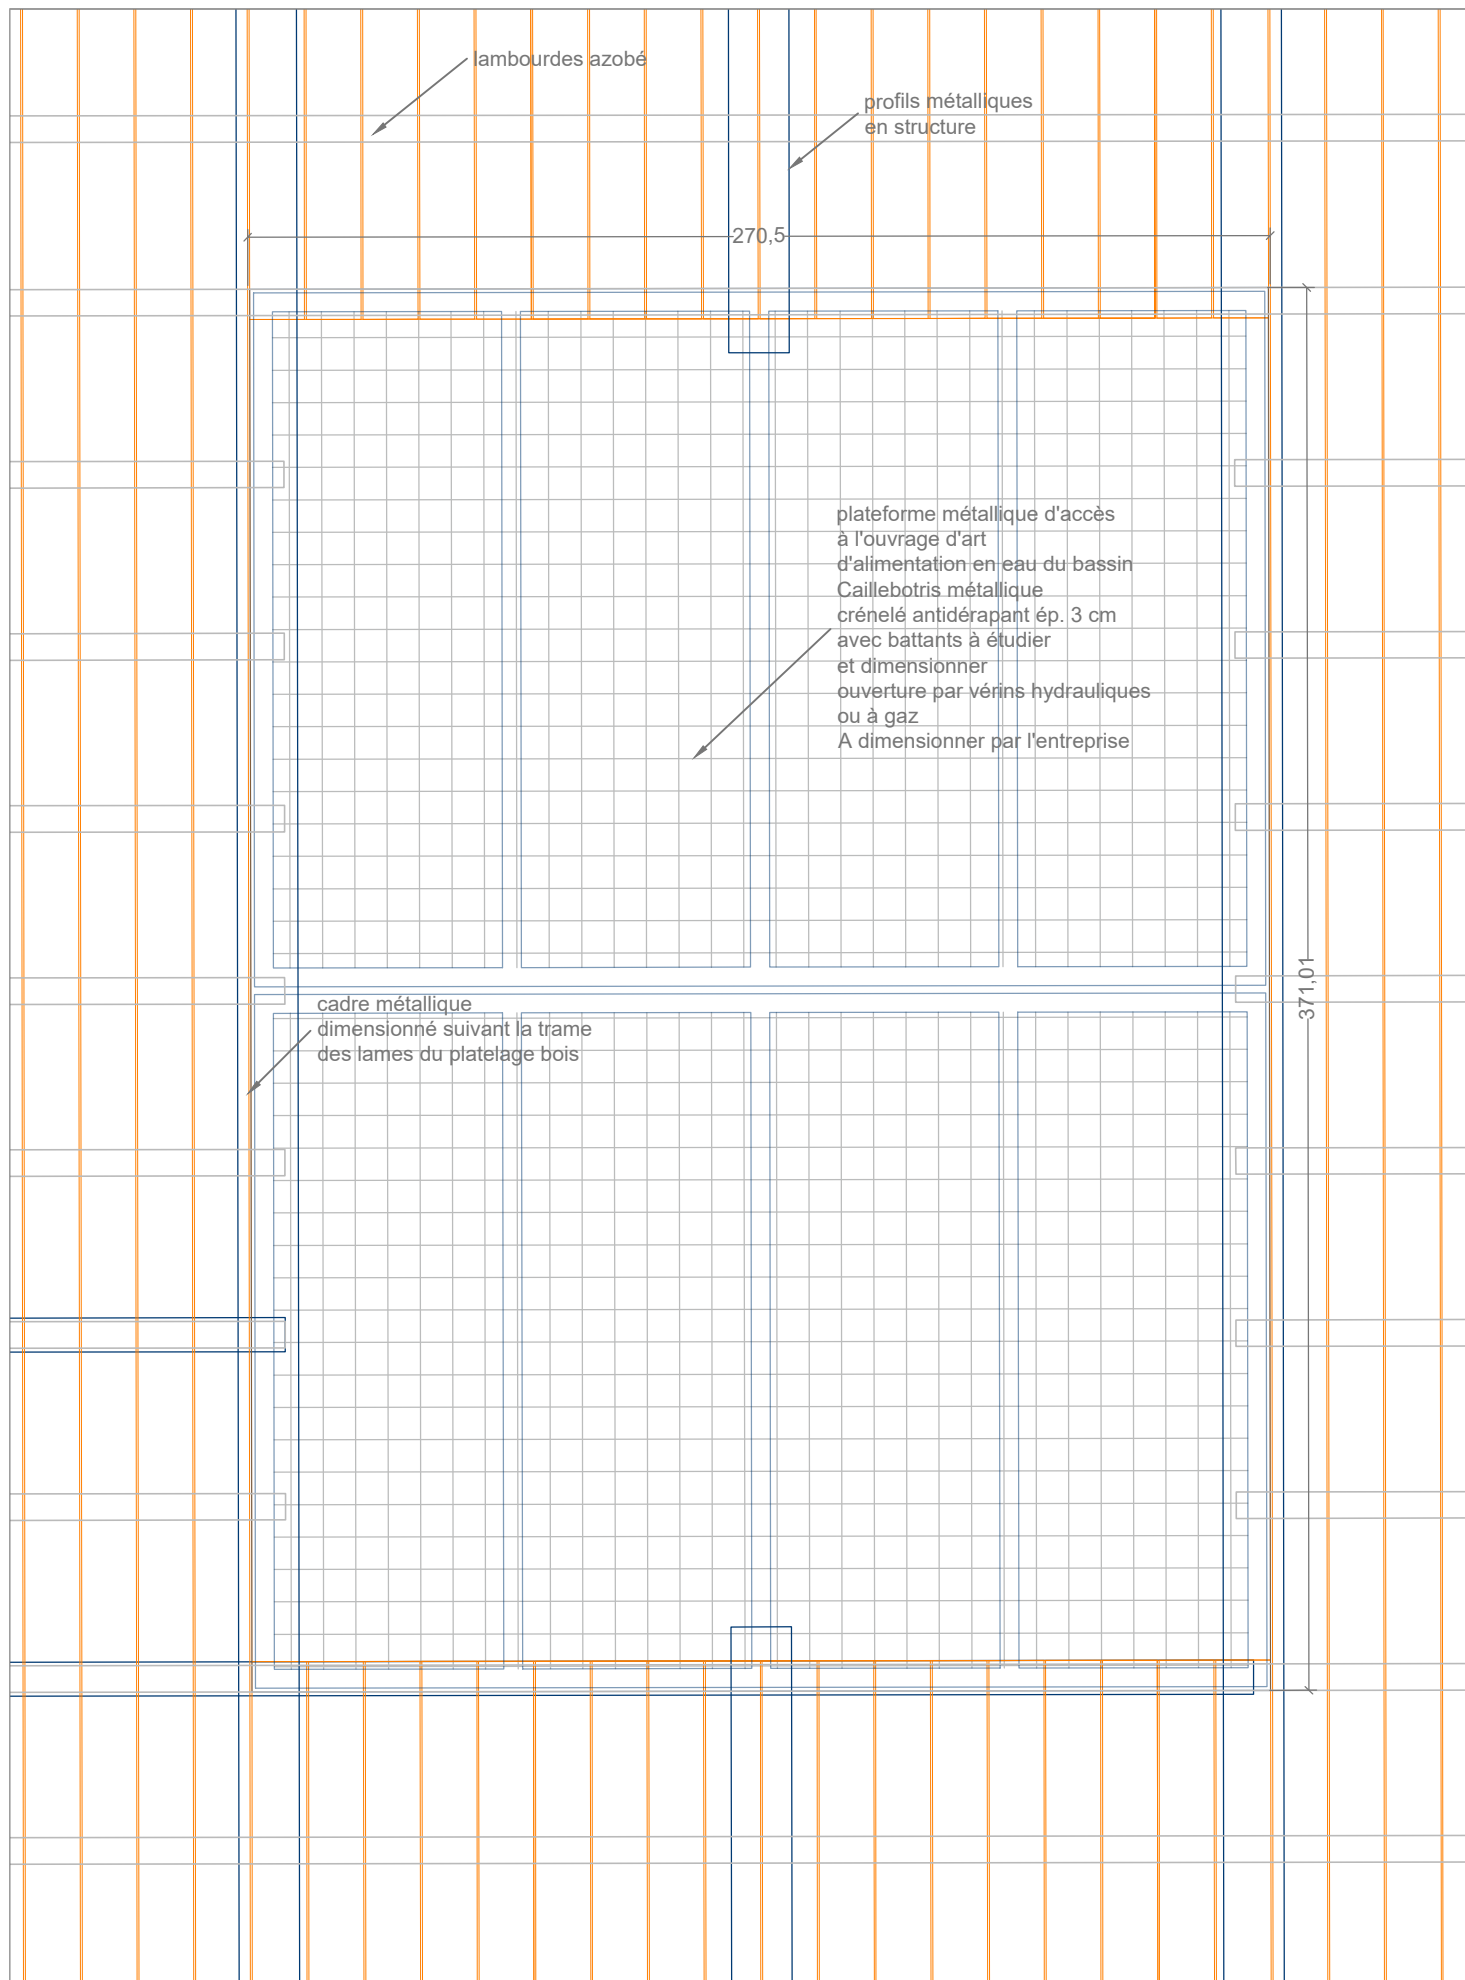 lambourdes azobé
profils métalliques
en structure
270,5
plateforme métallique d'accès
à l'ouvrage d'art
d'alimentation en eau du bassin
Caillebotris métallique
crénelé antidérapant ép. 3 cm
avec battants à étudier
et dimensionner
ouverture par vérins hydrauliques
ou à gaz
A dimensionner par l'entreprise
371,01
cadre métallique
dimensionné suivant la trame
des lames du platelage bois